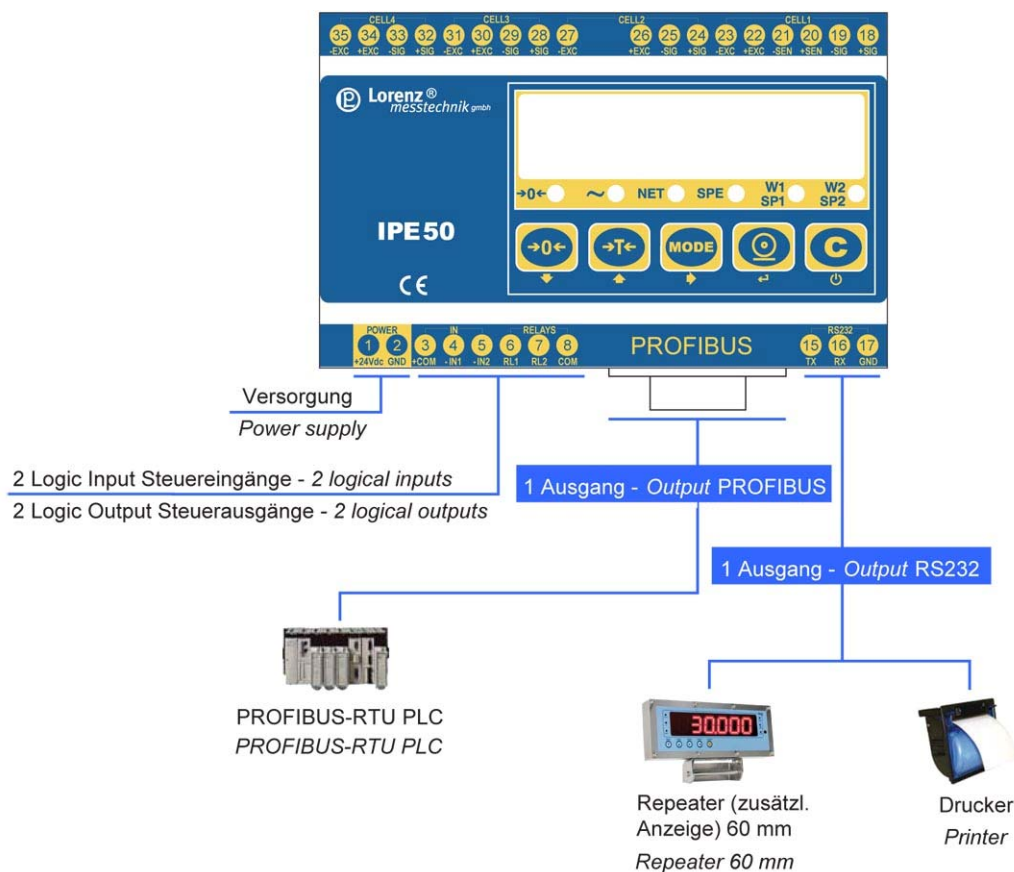 CELL4 CELL3 CELL2 CELL1
35 34 33 32 31 30 29 28 27 26 25 24 23 22 21 20 19 18
-EXC +EXC -SIG +SIG -EXC +EXC -SIG +SIG -EXC +EXC -SIG +SIG -EXC +EXC -SEN +SEN -SIG +SIG
Lorenz ®
messtechnik gmbh
→0← ~ NET SPE W1 W2
SP1 SP2
IPE50
→0← →T← MODE C
CE
POWER IN RELAYS PROFIBUS RS232
1 2 3 4 5 6 7 8 15 16 17
+24Vdc GND +COM -IN1 -IN2 RL1 RL2 COM TX RX GND
Versorgung
Power supply
2 Logic Input Steuereingänge - 2 logical inputs
2 Logic Output Steuerausgänge - 2 logical outputs
1 Ausgang - Output PROFIBUS
1 Ausgang - Output RS232
PROFIBUS-RTU PLC
PROFIBUS-RTU PLC
30.000
Repeater (zusätzl.
Anzeige) 60 mm
Repeater 60 mm
Drucker
Printer